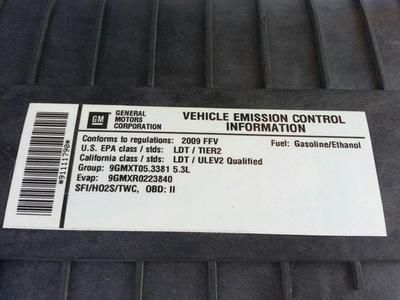 GM
GENERAL
MOTORS
CORPORATION
VEHICLE EMISSION CONTROL
INFORMATION
Conforms to regulations: 2009 FFV
Fuel: Gasoline/Ethanol
U.S. EPA class / stds: LDT / TIER2
California class / stds: LDT / ULEV2 Qualified
Group: 9GMXT05.3381 5.3L
Evap: 9GMXR0223840
SFI/HO2S/TWC, OBD: II
*91111790*